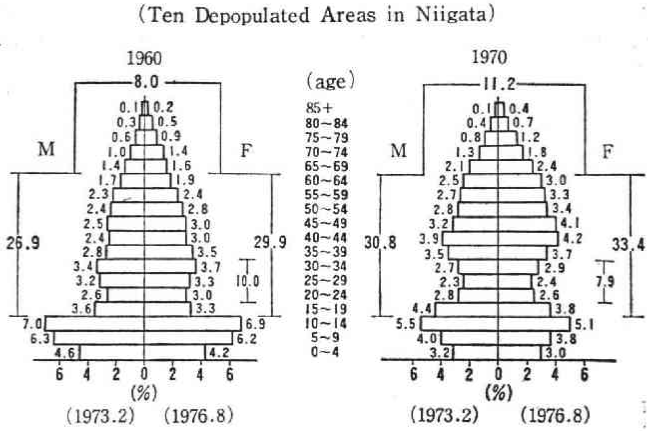 (Ten Depopulated Areas in Niigata)
1960 1970
8.0 (age) 11.2
0.1 0.2 85+ 0.1 0.4
0.3 0.5 80~84 0.4 0.7
0.6 0.9 75~79 0.8 1.2
M 1.0 1.4 F 70~74 M 1.3 1.8 F
1.4 1.6 65~69 2.1 2.4
1.7 1.9 60~64 2.5 3.0
2.3 2.4 55~59 2.7 3.3
2.4 2.8 50~54 2.8 3.4
2.5 3.0 45~49 3.2 4.1
26.9 2.4 3.0 29.9 40~44 30.8 3.9 4.2 33.4
2.8 3.5 35~39 3.5 3.7
3.4 3.7 30~34 2.7 2.9
3.2 3.3 10.0 25~29 2.3 2.4 7.9
2.6 3.0 20~24 2.8 2.6
3.6 3.3 15~19 4.4 3.8
7.0 6.9 10~14 5.5 5.1
6.3 6.2 5~9 4.0 3.8
4.6 4.2 0~4 3.2 3.0
6 4 2 0 2 4 6 6 4 2 0 2 4 6
(%) (%)
(1973.2) (1976.8) (1973.2) (1976.8)